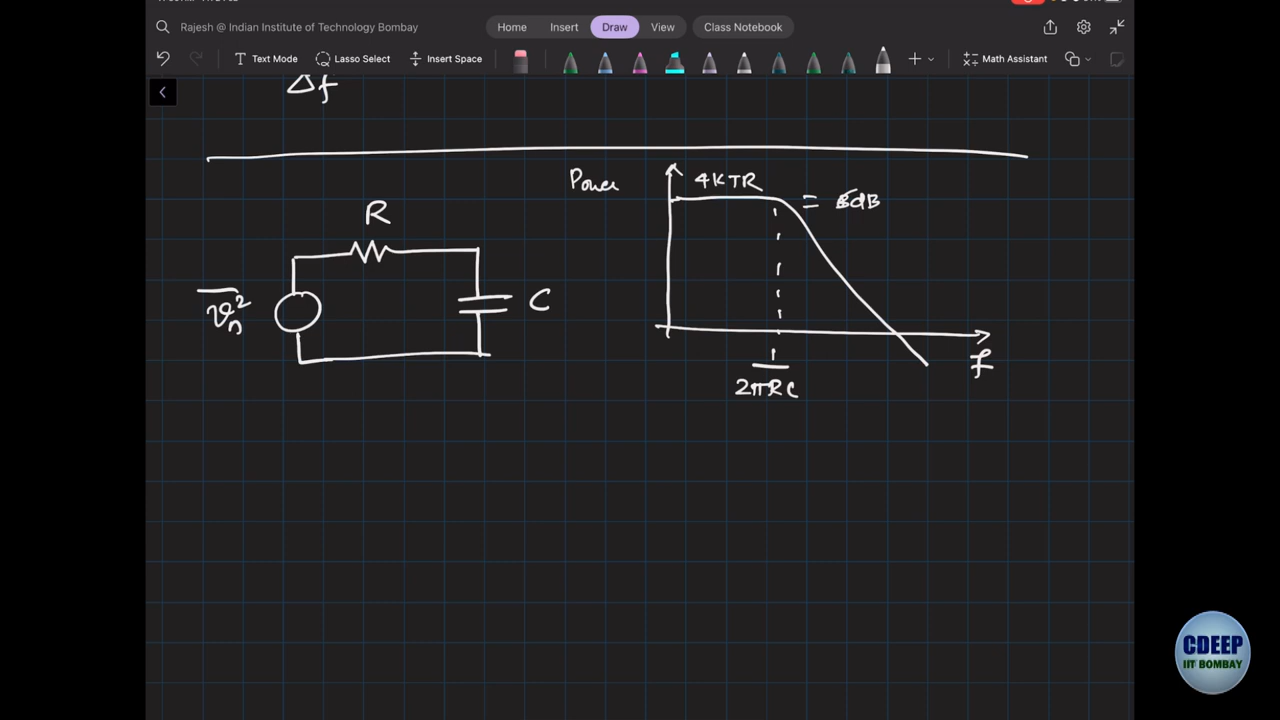 Rajesh @ Indian Institute of Technology Bombay
Home Insert Draw View Class Notebook
Text Mode Lasso Select Insert Space Math Assistant
Δf
Power 4KTR
R
v̅ₙ²
C
1
2πRC
f
CDEEP
IIT BOMBAY